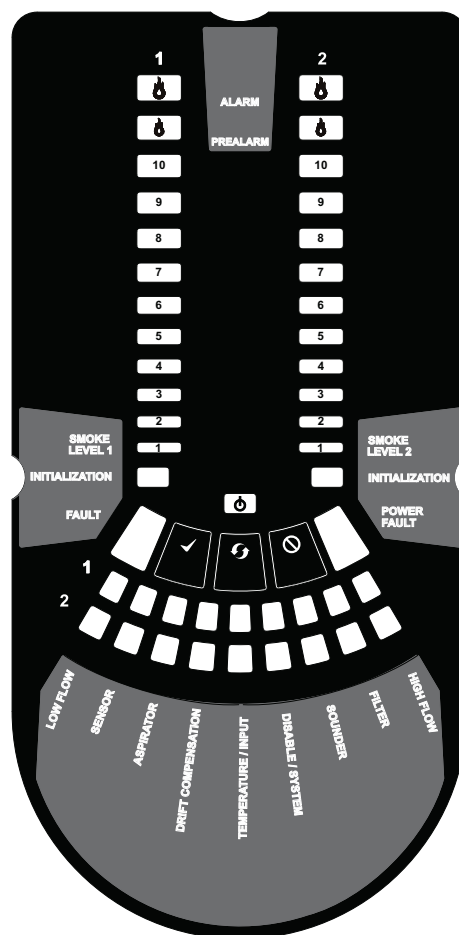 1 2
ALARM
PREALARM
10 10
9 9
8 8
7 7
6 6
5 5
4 4
3 3
2 2
1 1
SMOKE
LEVEL 1
INITIALIZATION
FAULT
SMOKE
LEVEL 2
INITIALIZATION
POWER
FAULT
1
2
LOW FLOW
SENSOR
ASPIRATOR
DRIFT COMPENSATION
TEMPERATURE / INPUT
DISABLE / SYSTEM
SOUNDER
FILTER
HIGH FLOW